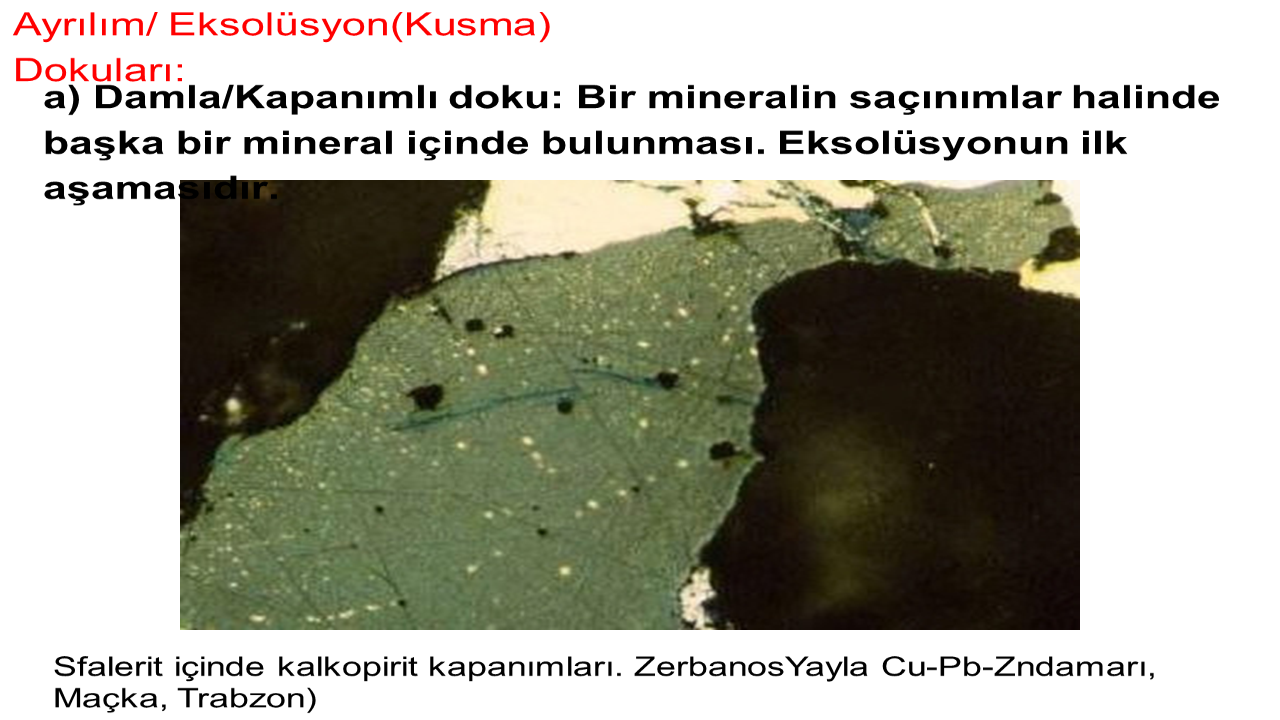 Ayrılım/ Eksolüsyon(Kusma)
Dokuları:
a) Damla/Kapanımlı doku: Bir mineralin saçınımlar halinde
başka bir mineral içinde bulunması. Eksolüsyonun ilk
aşamasıdır.
Sfalerit içinde kalkopirit kapanımları. ZerbanosYayla Cu-Pb-Zndamarı,
Maçka, Trabzon)